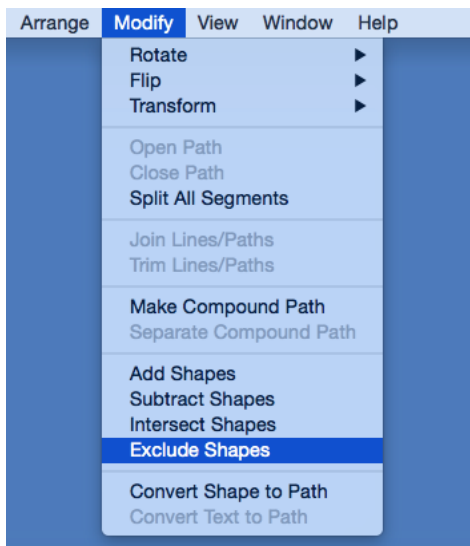 Arrange Modify View Window Help
Rotate
Flip
Transform
Open Path
Close Path
Split All Segments
Join Lines/Paths
Trim Lines/Paths
Make Compound Path
Separate Compound Path
Add Shapes
Subtract Shapes
Intersect Shapes
Exclude Shapes
Convert Shape to Path
Convert Text to Path